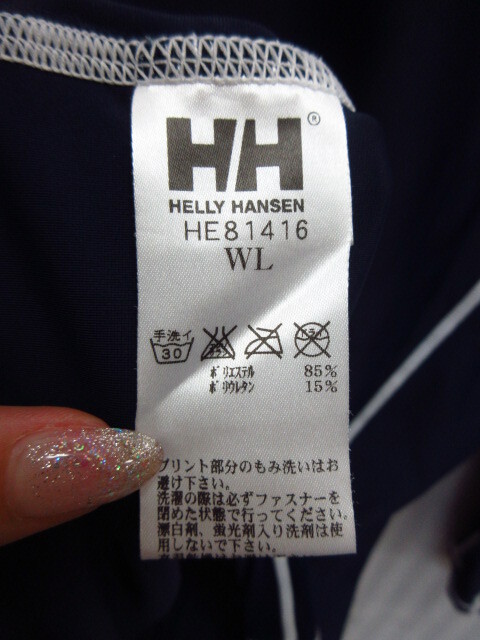 HH®
HELLY HANSEN
HE81416
WL
手洗イ
30
ドライ
ポリエステル 85%
ポリウレタン 15%
プリント部分のもみ洗いはお
避け下さい。
洗濯の際は必ずファスナーを
閉めた状態で行ってください。
漂白剤、蛍光剤入り洗剤は使
用しないで下さい。